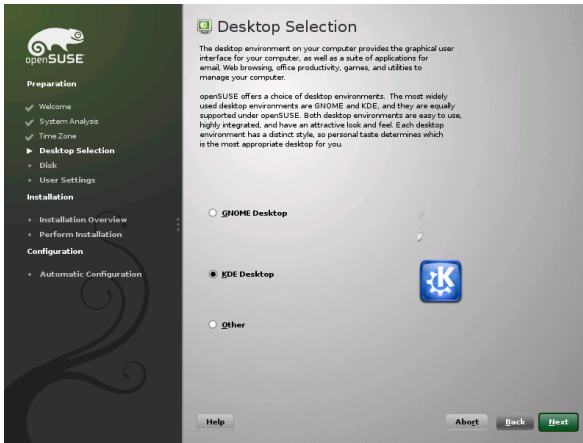 openSUSE
Preparation
Welcome
System Analysis
Time Zone
Desktop Selection
Disk
User Settings
Installation
Installation Overview
Perform Installation
Configuration
Automatic Configuration
Desktop Selection
The desktop environment on your computer provides the graphical user
interface for your computer, as well as a suite of applications for
email, Web browsing, office productivity, games, and utilities to
manage your computer.
openSUSE offers a choice of desktop environments. The most widely
used desktop environments are GNOME and KDE, and they are equally
supported under openSUSE. Both desktop environments are easy to use,
highly integrated, and have an attractive look and feel. Each desktop
environment has a distinct style, so personal taste determines which
is the most appropriate desktop for you.
GNOME Desktop
KDE Desktop
K
Other
Help
Abort
Back
Next